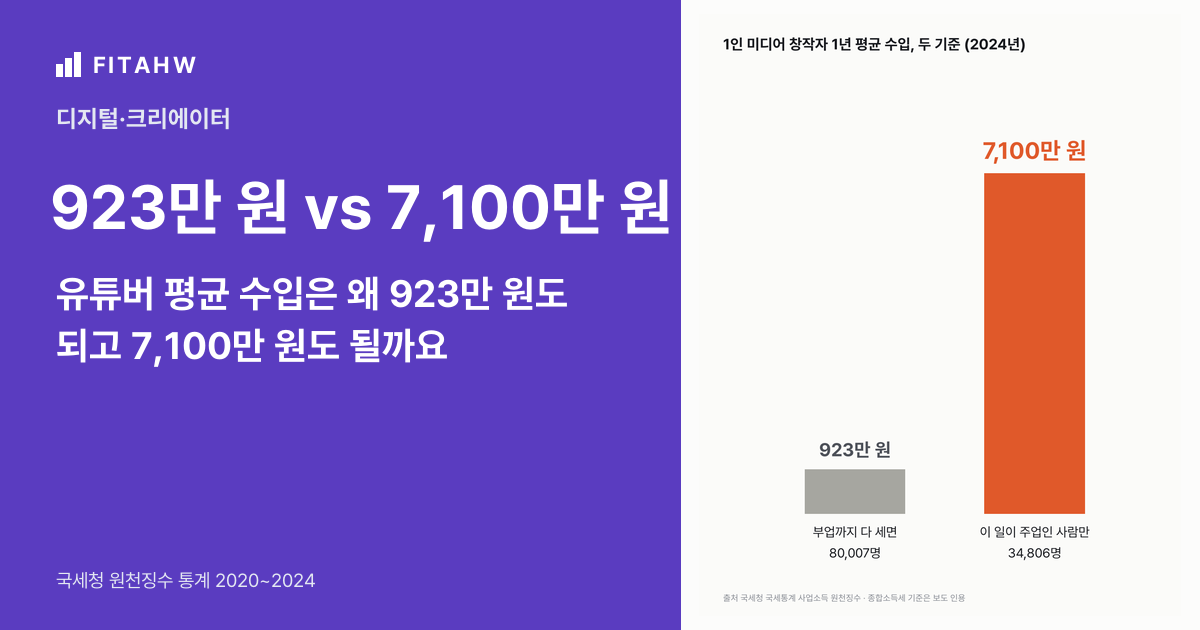 FITAHW
디지털·크리에이터
923만 원 vs 7,100만 원
유튜버 평균 수입은 왜 923만 원도
되고 7,100만 원도 될까요
국세청 원천징수 통계 2020~2024
1인 미디어 창작자 1년 평균 수입, 두 기준 (2024년)
7,100만 원
923만 원
부업까지 다 세면
80,007명
이 일이 주업인 사람만
34,806명
출처 국세청 국세통계 사업소득 원천징수 · 종합소득세 기준은 보도 인용